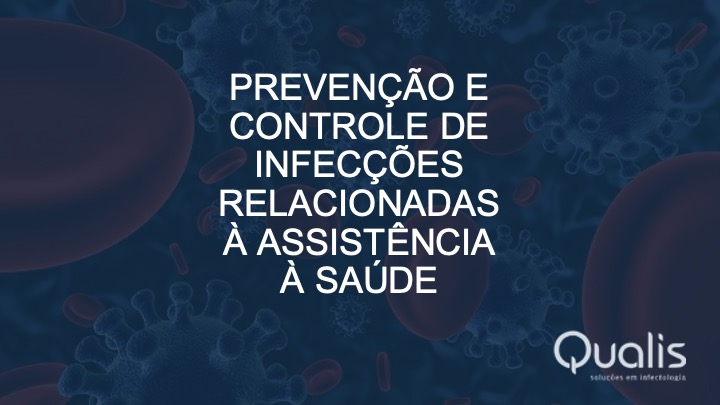 PREVENÇÃO E
CONTROLE DE
INFECÇÕES
RELACIONADAS
À ASSISTÊNCIA
À SAÚDE
Qualis
soluções em infectologia